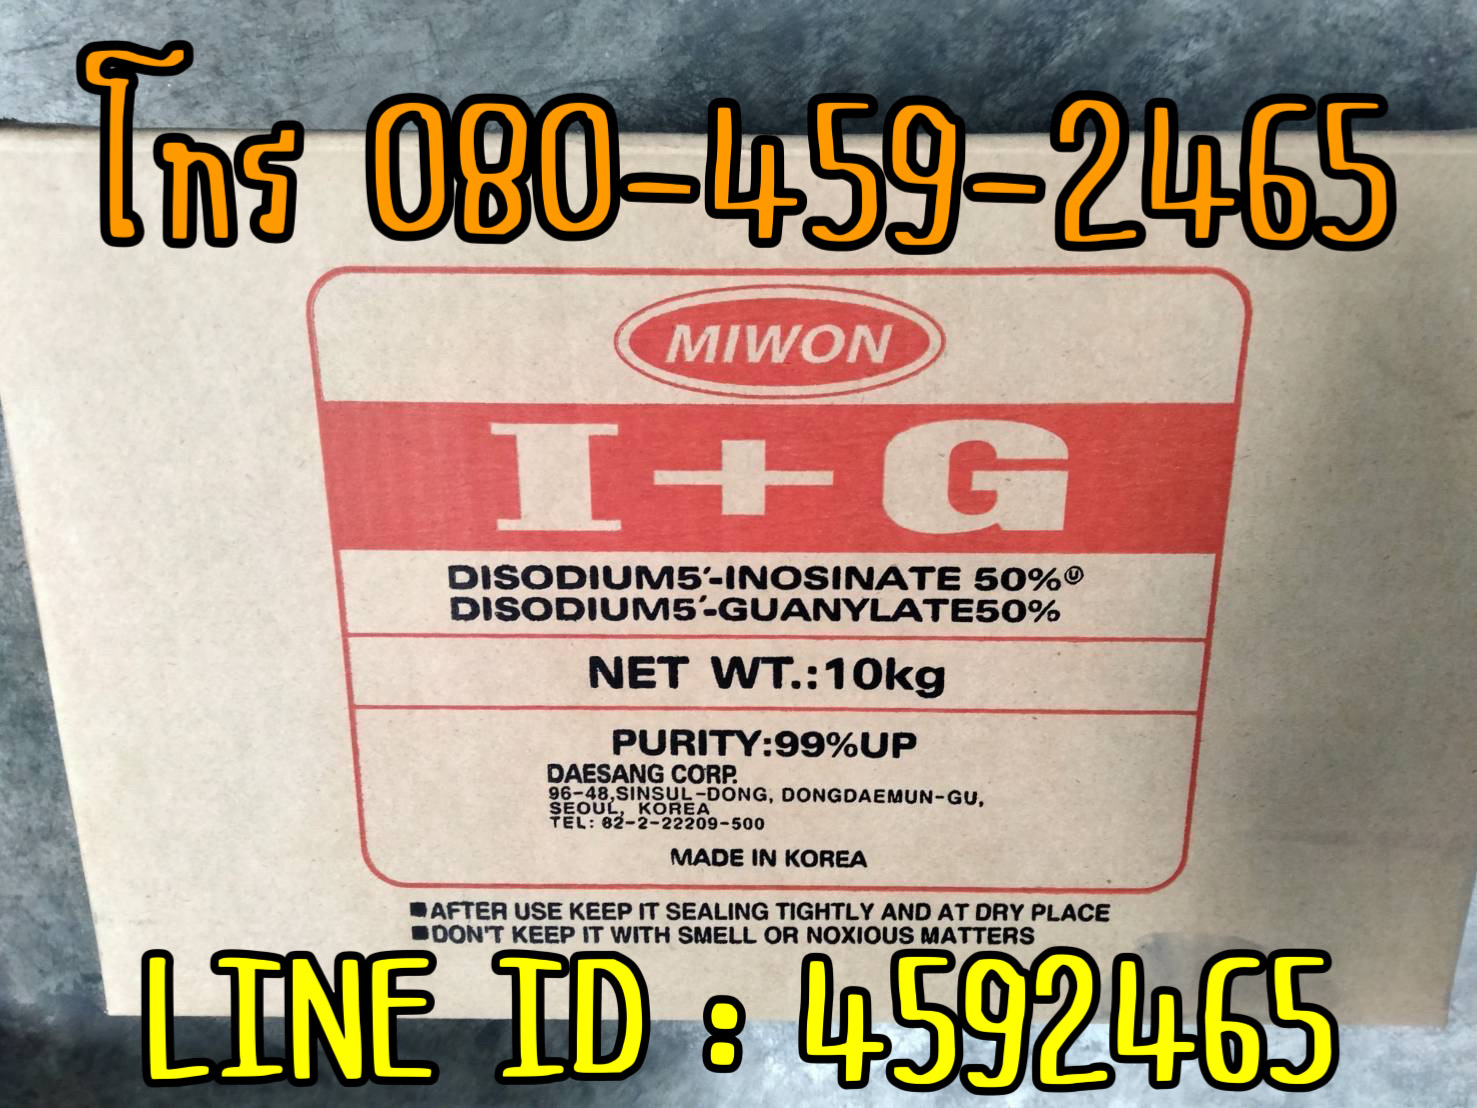 โทร 080-459-2465
MIWON
I+G
DISODIUM5′-INOSINATE 50%Ⓤ
DISODIUM5′-GUANYLATE50%
NET WT.:10kg
PURITY:99%UP
DAESANG CORP.
96-48,SINSUL-DONG, DONGDAEMUN-GU,
SEOUL, KOREA
TEL: 82-2-22209-500
MADE IN KOREA
■AFTER USE KEEP IT SEALING TIGHTLY AND AT DRY PLACE
■DON'T KEEP IT WITH SMELL OR NOXIOUS MATTERS
LINE ID : 4592465